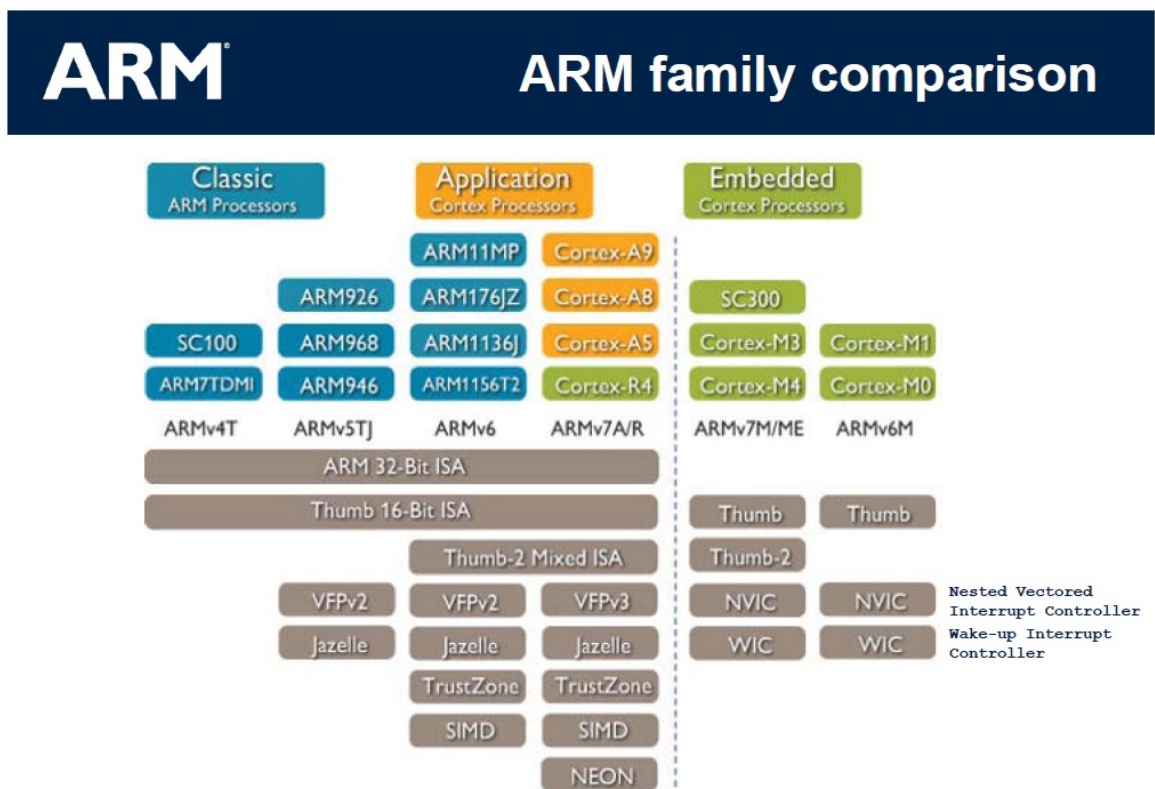 ARM®
ARM family comparison
Classic
ARM Processors
Application
Cortex Processors
Embedded
Cortex Processors
ARM11MP
Cortex-A9
ARM926
ARM176JZ
Cortex-A8
SC300
SC100
ARM968
ARM1136J
Cortex-A5
Cortex-M3
Cortex-M1
ARM7TDMI
ARM946
ARM1156T2
Cortex-R4
Cortex-M4
Cortex-M0
ARMv4T
ARMv5TJ
ARMv6
ARMv7A/R
ARMv7M/ME
ARMv6M
ARM 32-Bit ISA
Thumb 16-Bit ISA
Thumb
Thumb
Thumb-2 Mixed ISA
Thumb-2
VFPv2
VFPv2
VFPv3
NVIC
NVIC
Nested Vectored
Interrupt Controller
Jazelle
Jazelle
Jazelle
WIC
WIC
Wake-up Interrupt
Controller
TrustZone
TrustZone
SIMD
SIMD
NEON